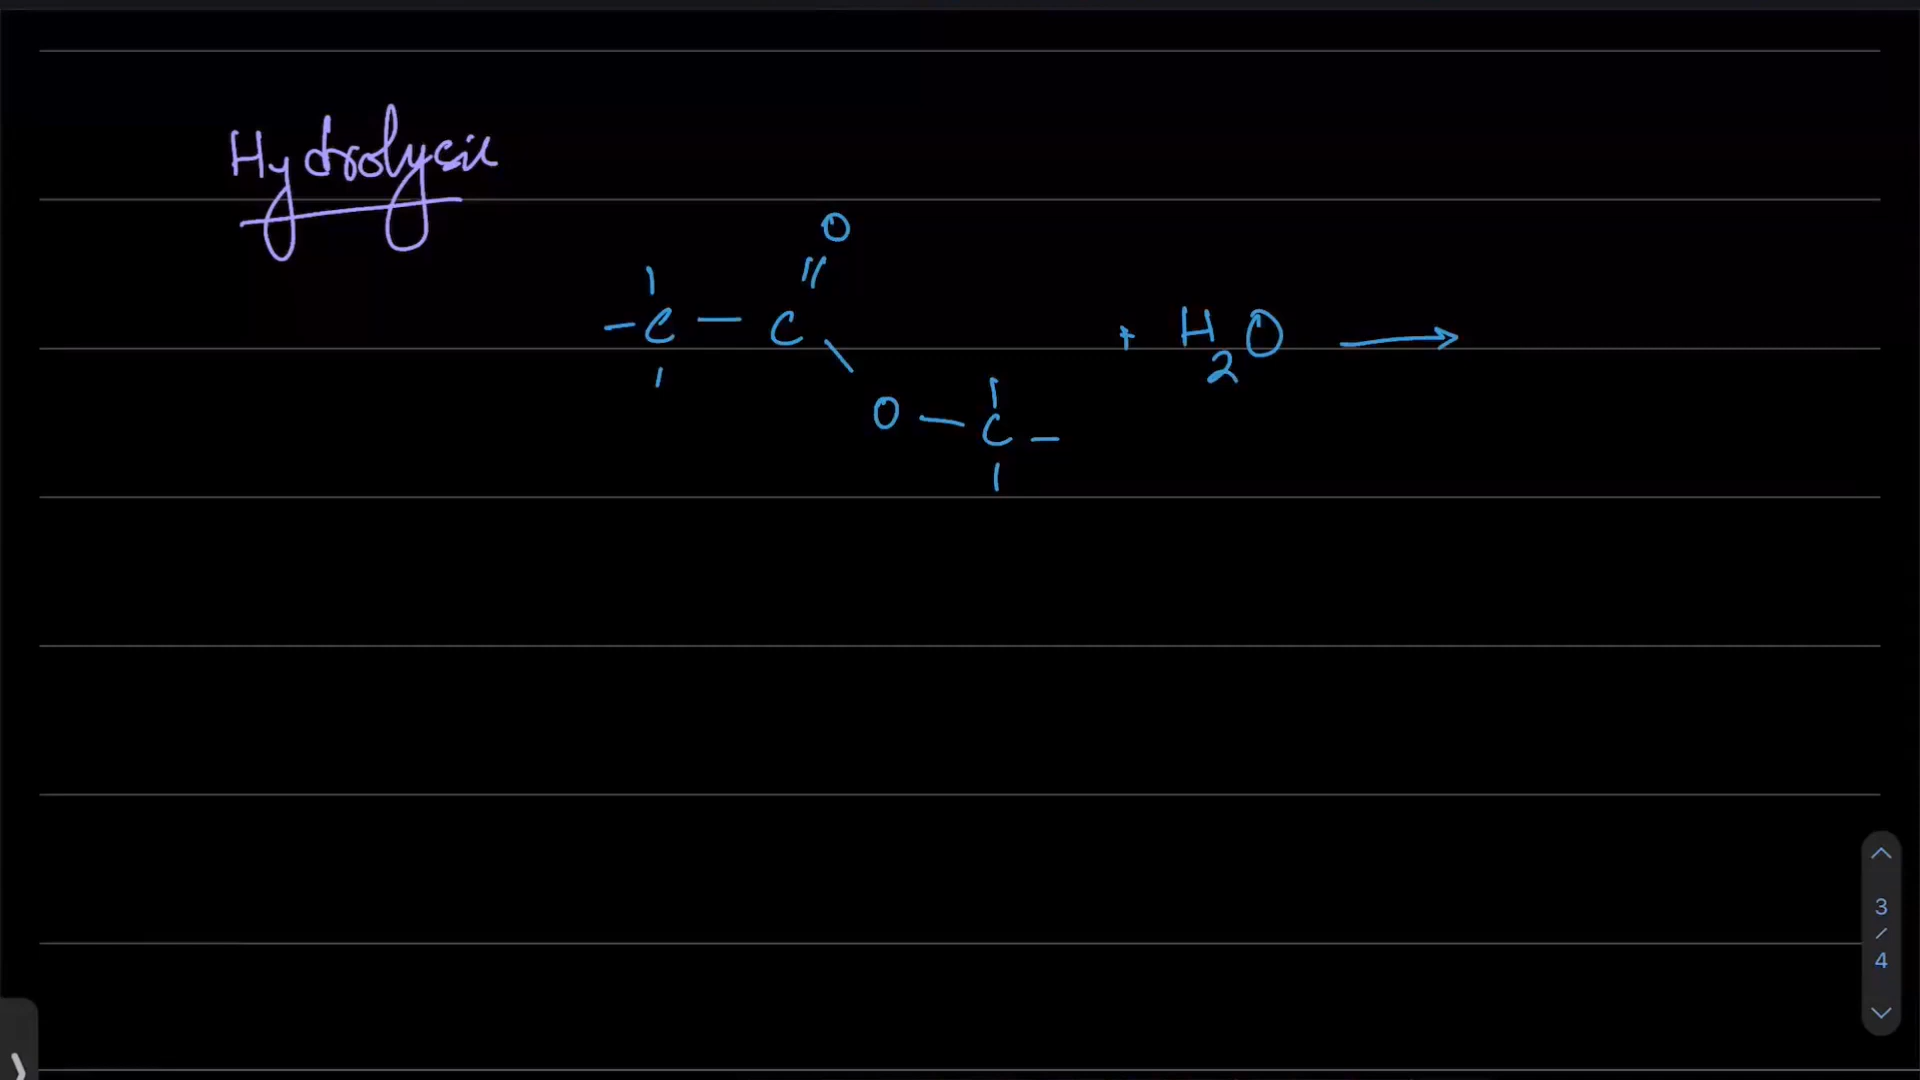 Hydrolysis
O
C — C + H2O →
O — C
3
/
4